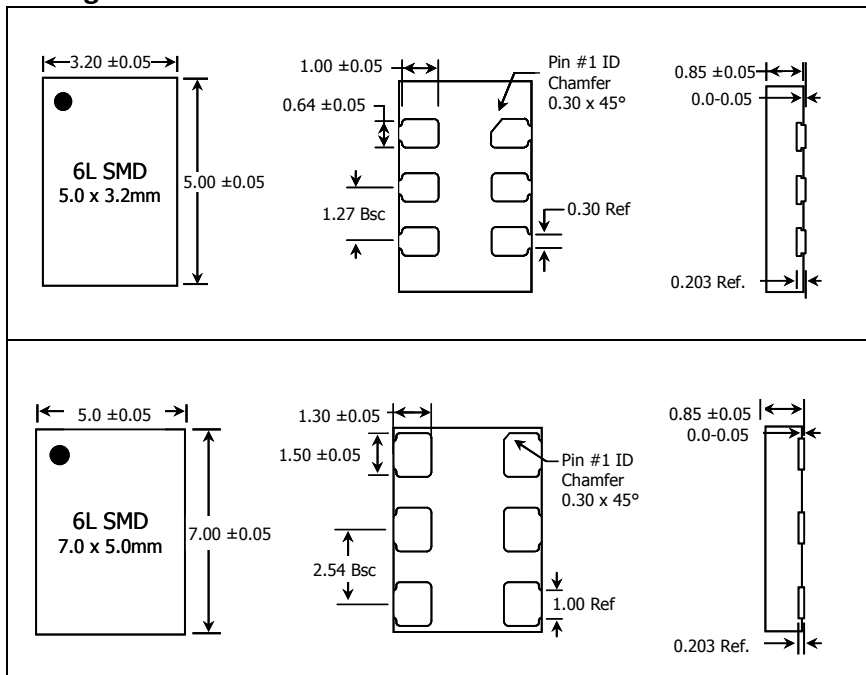 3.20 ±0.05
6L SMD
5.0 x 3.2mm
5.00 ±0.05
1.00 ±0.05
0.64 ±0.05
1.27 Bsc
Pin #1 ID
Chamfer
0.30 x 45°
0.30 Ref
0.85 ±0.05
0.0-0.05
0.203 Ref.
5.0 ±0.05
6L SMD
7.0 x 5.0mm
7.00 ±0.05
1.30 ±0.05
1.50 ±0.05
2.54 Bsc
Pin #1 ID
Chamfer
0.30 x 45°
1.00 Ref
0.85 ±0.05
0.0-0.05
0.203 Ref.